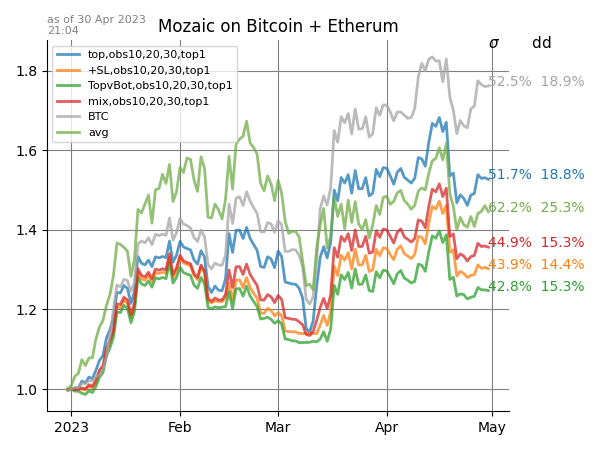 as of 30 Apr 2023
21:04
Mozaic on Bitcoin + Etherum
σ dd
top,obs10,20,30,top1
+SL,obs10,20,30,top1
TopvBot,obs10,20,30,top1
mix,obs10,20,30,top1
BTC
avg
52.5% 18.9%
51.7% 18.8%
62.2% 25.3%
44.9% 15.3%
43.9% 14.4%
42.8% 15.3%
1.8
1.6
1.4
1.2
1.0
2023 Feb Mar Apr May